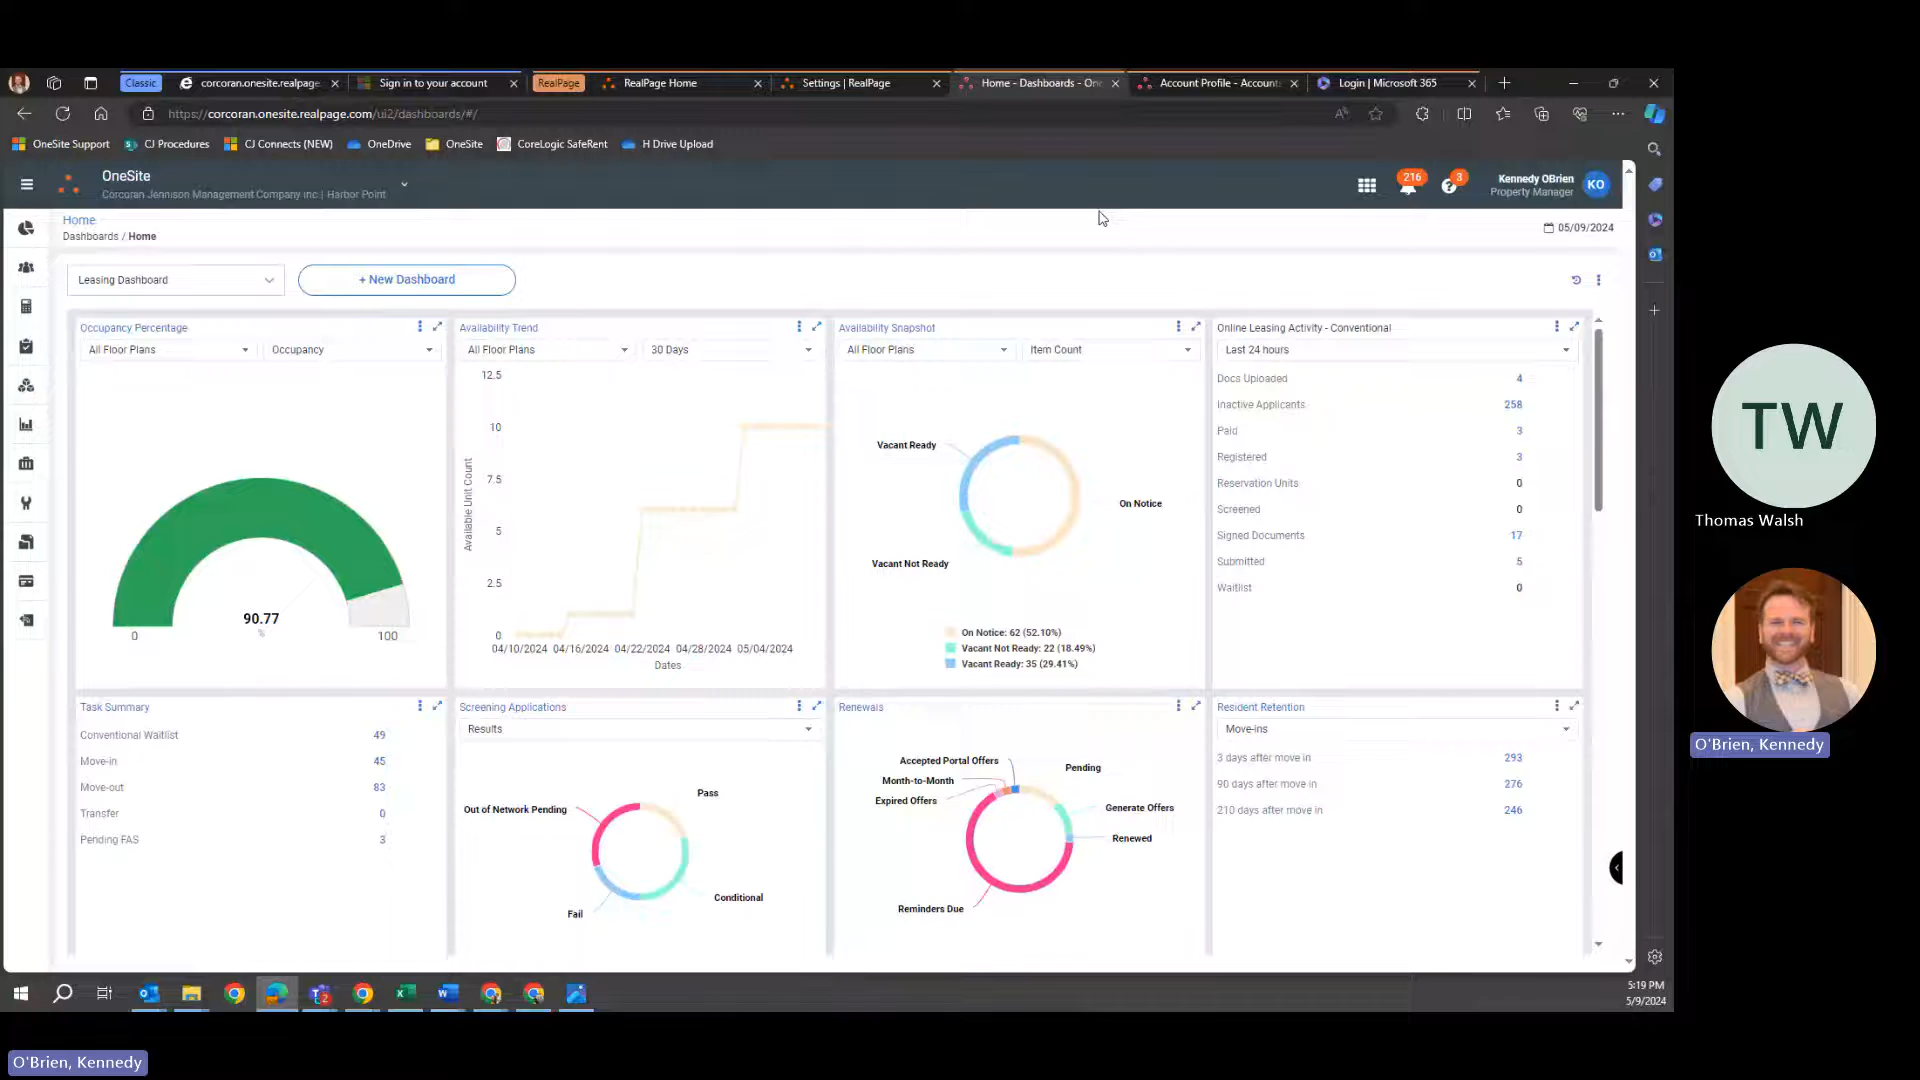 Classic
corcoran.onesite.realpage.
Sign in to your account
RealPage
RealPage Home
Settings | RealPage
Home - Dashboards - On
Account Profile - Account
Login | Microsoft 365
https://corcoran.onesite.realpage.com/ui2/dashboards/#/
OneSite Support
CJ Procedures
CJ Connects (NEW)
OneDrive
OneSite
CoreLogic SafeRent
H Drive Upload
OneSite
Corcoran Jennison Management Company Inc. | Harbor Point
216
3
Kennedy OBrien
Property Manager
KO
Home
Dashboards / Home
05/09/2024
Leasing Dashboard
+ New Dashboard
Occupancy Percentage
All Floor Plans
Occupancy
90.77
%
0
100
Availability Trend
All Floor Plans
30 Days
Available Unit Count
12.5
10
7.5
5
2.5
0
04/10/2024 04/16/2024 04/22/2024 04/28/2024 05/04/2024
Dates
Availability Snapshot
All Floor Plans
Item Count
Vacant Ready
On Notice
Vacant Not Ready
On Notice: 62 (52.10%)
Vacant Not Ready: 22 (18.49%)
Vacant Ready: 35 (29.41%)
Online Leasing Activity - Conventional
Last 24 hours
Docs Uploaded 4
Inactive Applicants 258
Paid 3
Registered 3
Reservation Units 0
Screened 0
Signed Documents 17
Submitted 5
Waitlist 0
Task Summary
Conventional Waitlist 49
Move-in 45
Move-out 83
Transfer 0
Pending FAS 3
Screening Applications
Results
Pass
Out of Network Pending
Conditional
Fail
Renewals
Accepted Portal Offers
Pending
Month-to-Month
Expired Offers
Generate Offers
Renewed
Reminders Due
Resident Retention
Move-Ins
3 days after move in 293
90 days after move in 276
210 days after move in 246
TW
Thomas Walsh
O'Brien, Kennedy
2
5:19 PM
5/9/2024
O'Brien, Kennedy